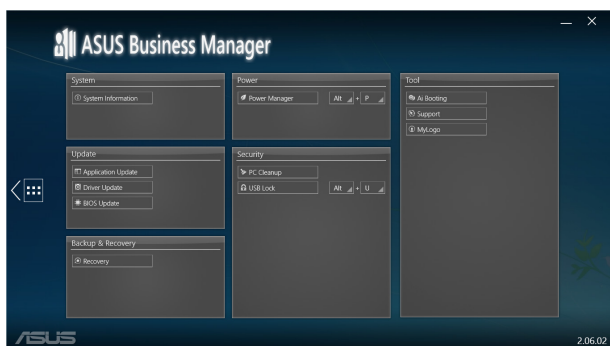 ASUS Business Manager
System
System Information
Power
Power Manager Alt + P
Tool
Ai Booting
Support
MyLogo
Update
Application Update
Driver Update
BIOS Update
Security
PC Cleanup
USB Lock Alt + U
Backup & Recovery
Recovery
ASUS
2.06.02